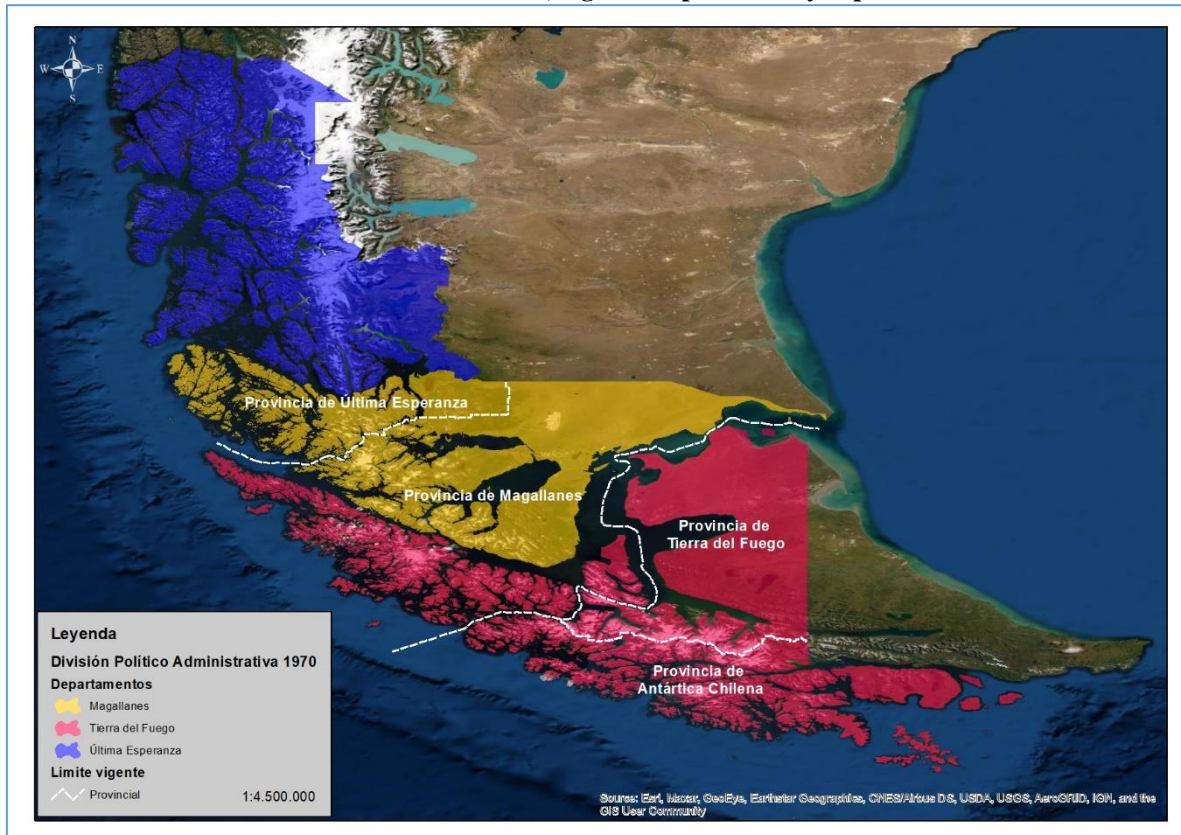 N
W E
S
Provincia de Última Esperanza
Provincia de Magallanes
Provincia de
Tierra del Fuego
Provincia de
Antártica Chilena
Leyenda
División Político Administrativa 1970
Departamentos
Magallanes
Tierra del Fuego
Última Esperanza
Limite vigente
Provincial 1:4.500.000
Source: Esri, Maxar, GeoEye, Earthstar Geographics, CNES/Airbus DS, USDA, USGS, AeroGRID, IGN, and the
GIS User Community